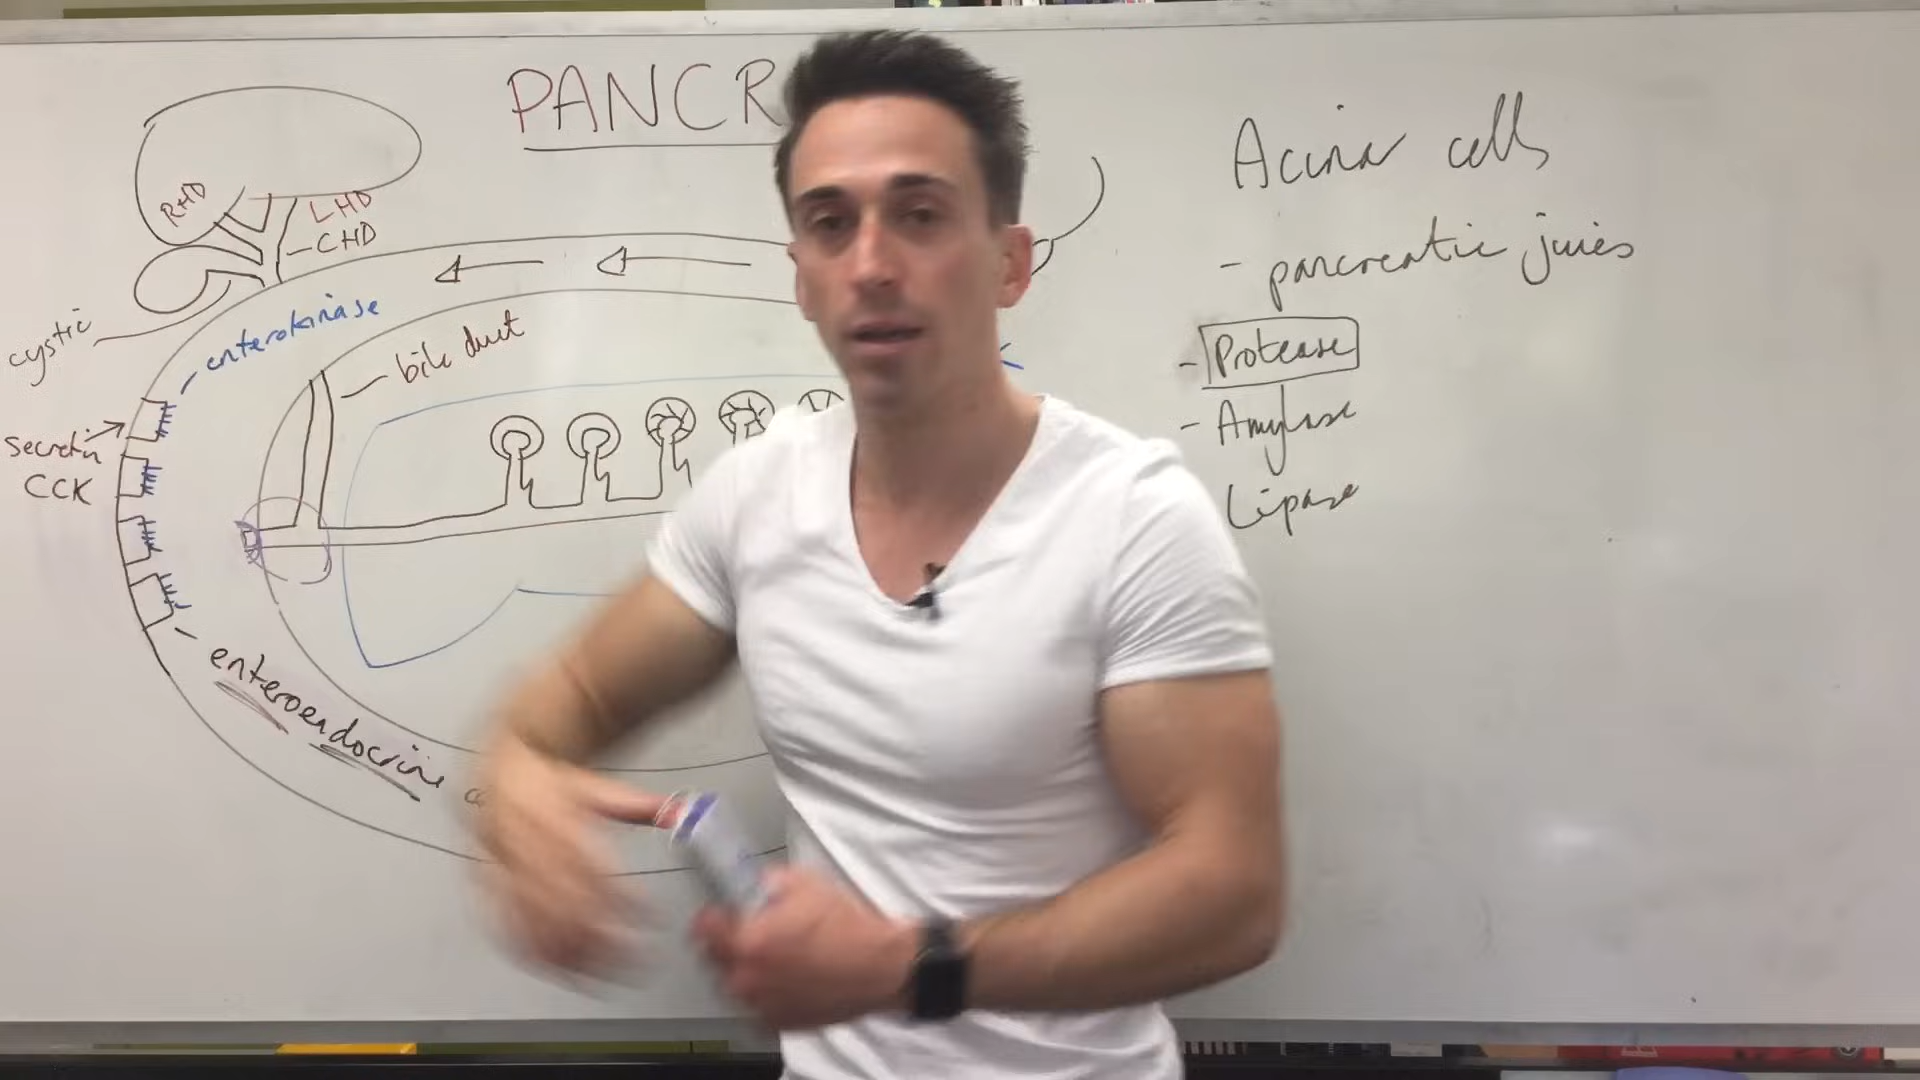 PANCR
RHD
LHD
CHD
cystic
enterokinase
bile duct
secretin
CCK
enteroendocrine
Acinar cells
- pancreatic juices
- Protease
- Amylase
Lipase